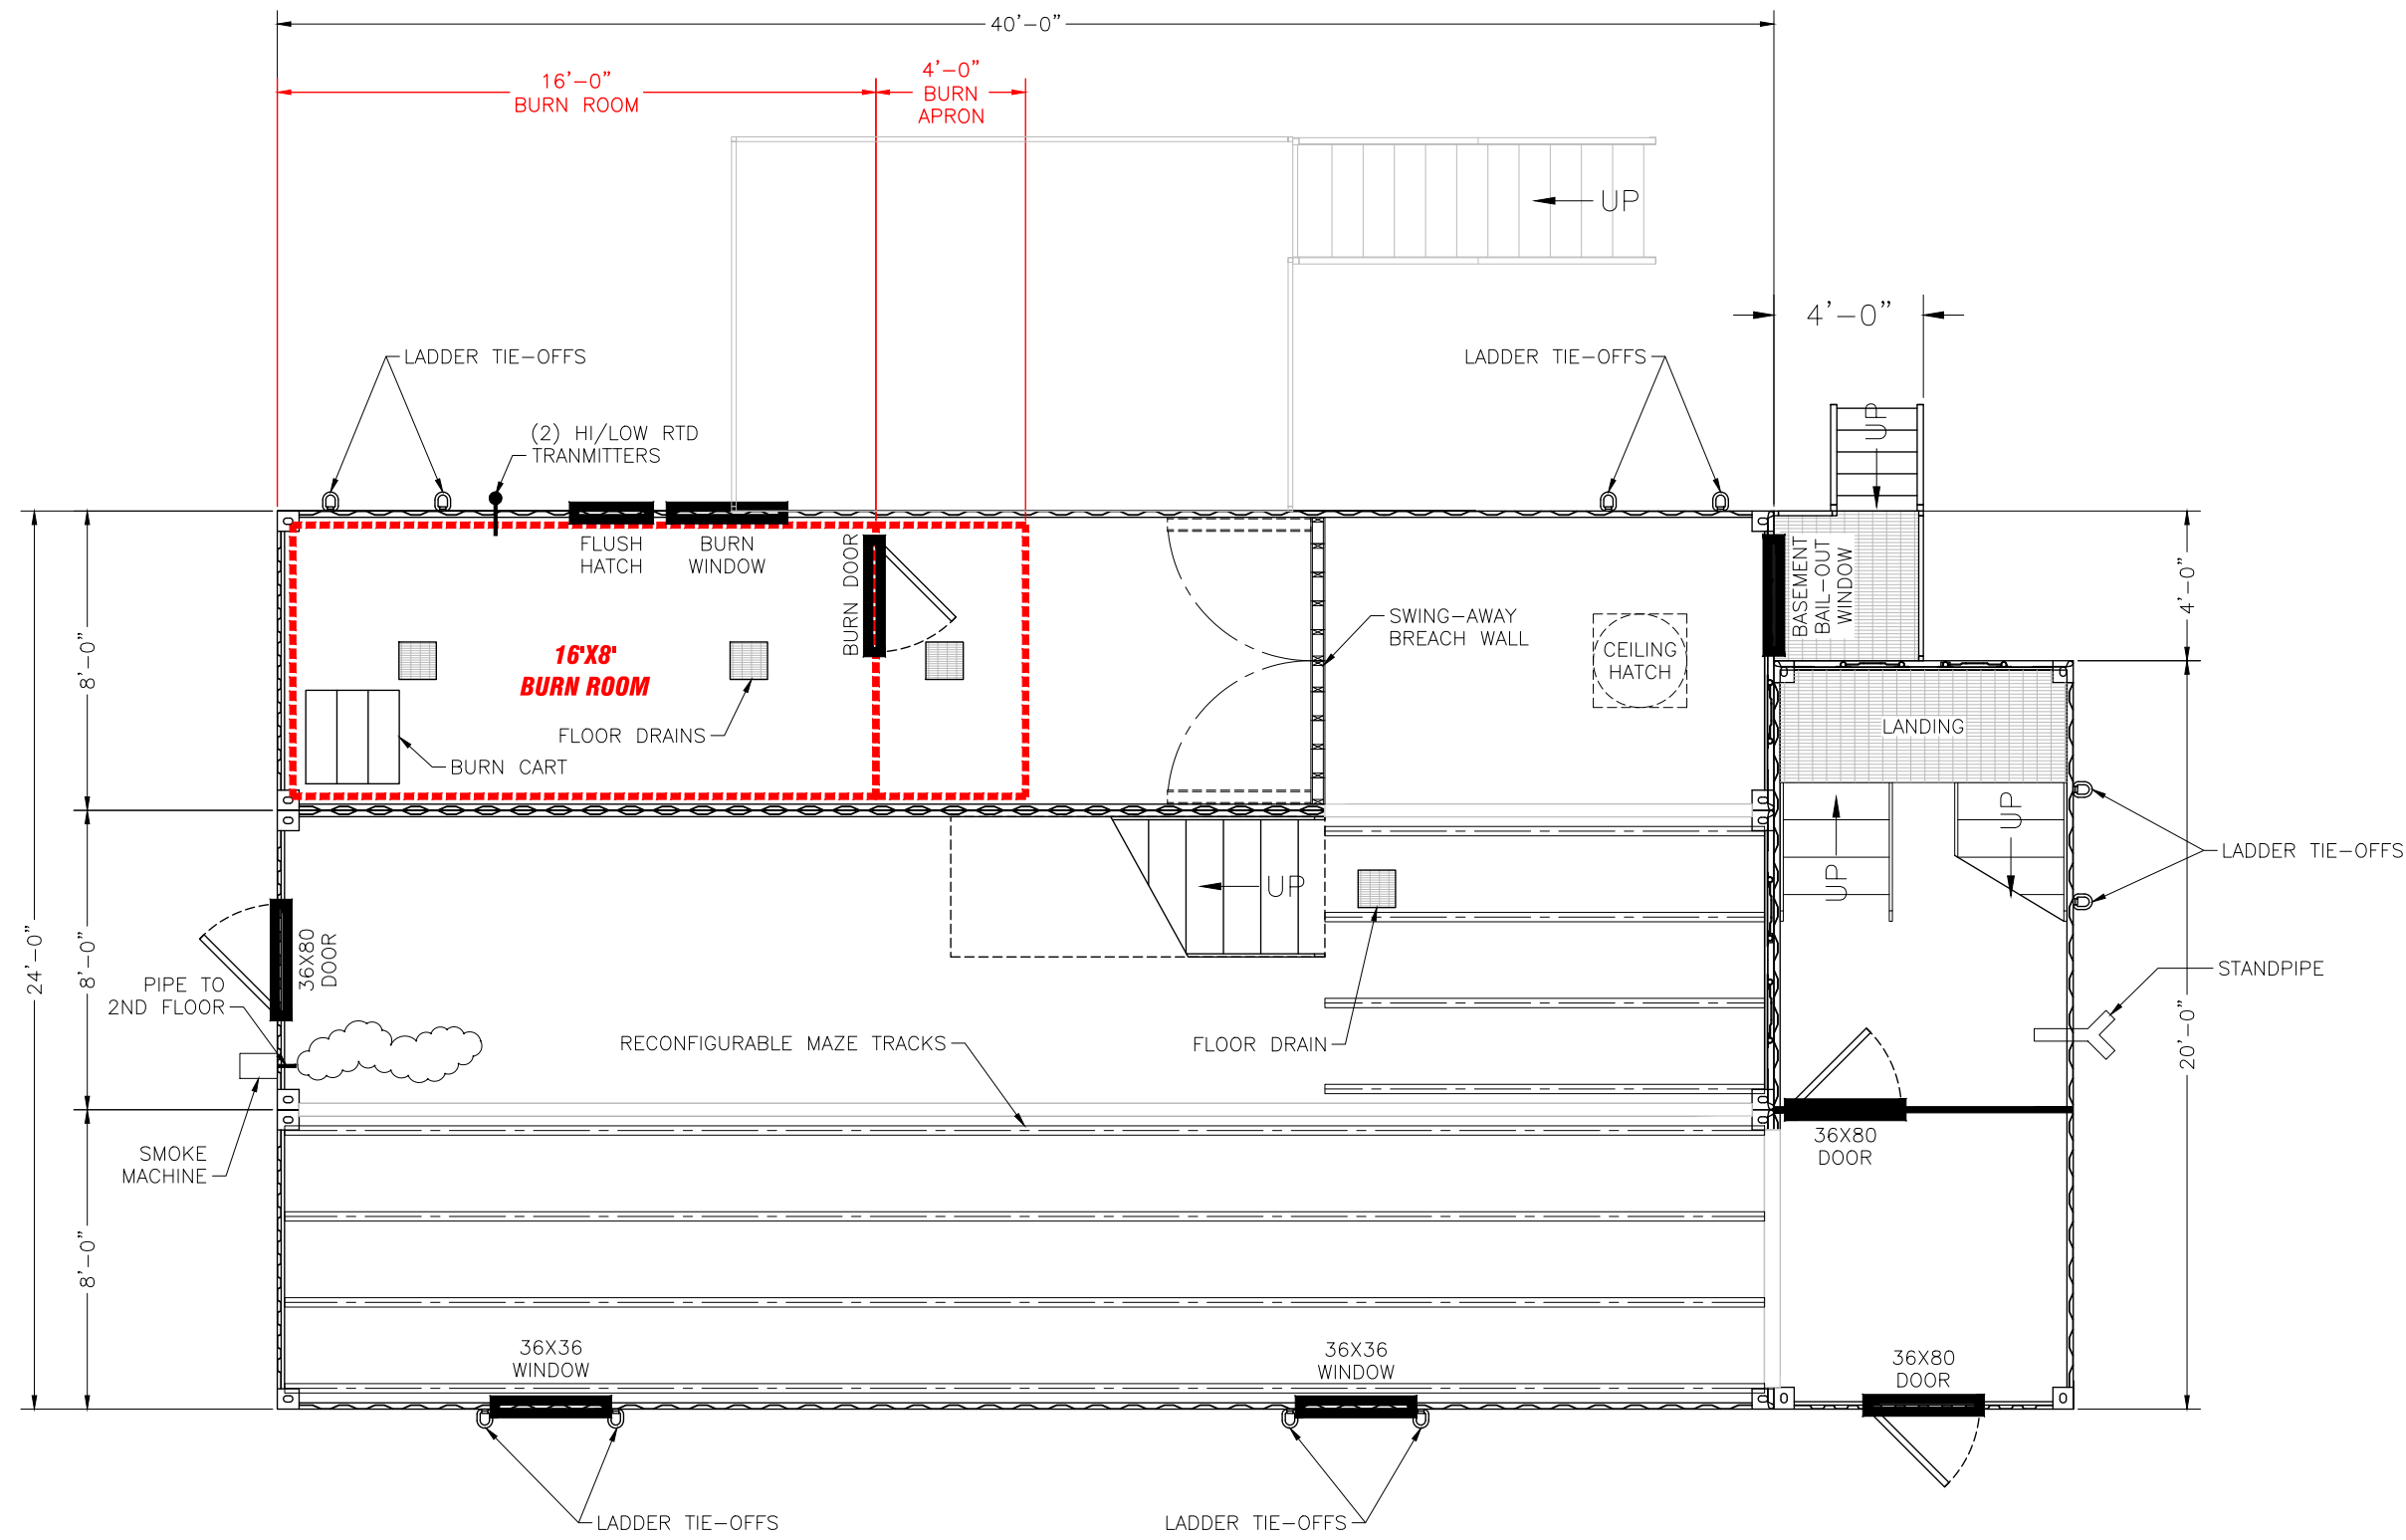 40'-0"
16'-0"
BURN ROOM
4'-0"
BURN
APRON
UP
4'-0"
LADDER TIE-OFFS
LADDER TIE-OFFS
UP
(2) HI/LOW RTD
TRANMITTERS
FLUSH
HATCH
BURN
WINDOW
BURN DOOR
BASEMENT
BAIL-OUT
WINDOW
4'-0"
8'-0"
16'X8'
BURN ROOM
SWING-AWAY
BREACH WALL
CEILING
HATCH
FLOOR DRAINS
BURN CART
LANDING
UP
UP
LADDER TIE-OFFS
24'-0"
8'-0"
36X80
DOOR
UP
PIPE TO
2ND FLOOR
STANDPIPE
RECONFIGURABLE MAZE TRACKS
FLOOR DRAIN
20'-0"
SMOKE
MACHINE
36X80
DOOR
8'-0"
36X36
WINDOW
36X36
WINDOW
36X80
DOOR
LADDER TIE-OFFS
LADDER TIE-OFFS